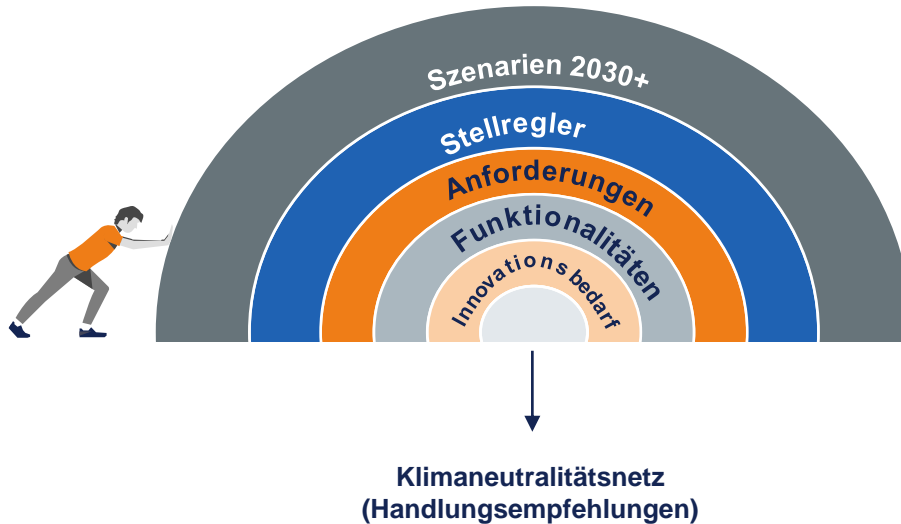 Szenarien 2030+
Stellregler
Anforderungen
Funktionalitäten
Innovationsbedarf
Klimaneutralitätsnetz
(Handlungsempfehlungen)